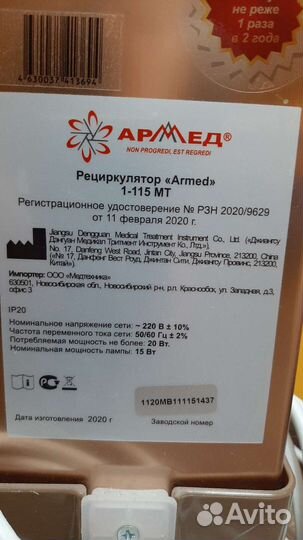 не реже
1 раза
в 2 года
4 630037 413694
АРМЕД®
NON PROGREDI, EST REGREDI
Рециркулятор «Armed»
1-115 МТ
Регистрационное удостоверение № РЗН 2020/9629
от 11 февраля 2020 г.
Jiangsu Dengguan Medical Treatment Instrument Co., Ltd. («Джиангсу
Дангуан Медикал Тритмент Инструмент Ко, Лтд.»),
No. 17, Danfeng West Road, Jintan City, Jiangsu Province, 213200, China
(«№ 17, Данфенг Вест Роуд, Джинтан Сити, Джиангсу Провинс, 213200,
Китай»).
Импортер: ООО «Медтехника»
630501, Новосибирская обл., Новосибирский р-н, р.п. Краснообск, ул. Западная, д.3,
офис 3
IP20
Номинальное напряжение сети: ~ 220 В ± 10%
Частота переменного тока сети: 50/60 Гц ± 2%
Потребляемая мощность не более: 20 Вт.
Номинальная мощность лампы: 15 Вт
1120МВ111151437
Дата изготовления 2020 г
Заводской номер
Avito